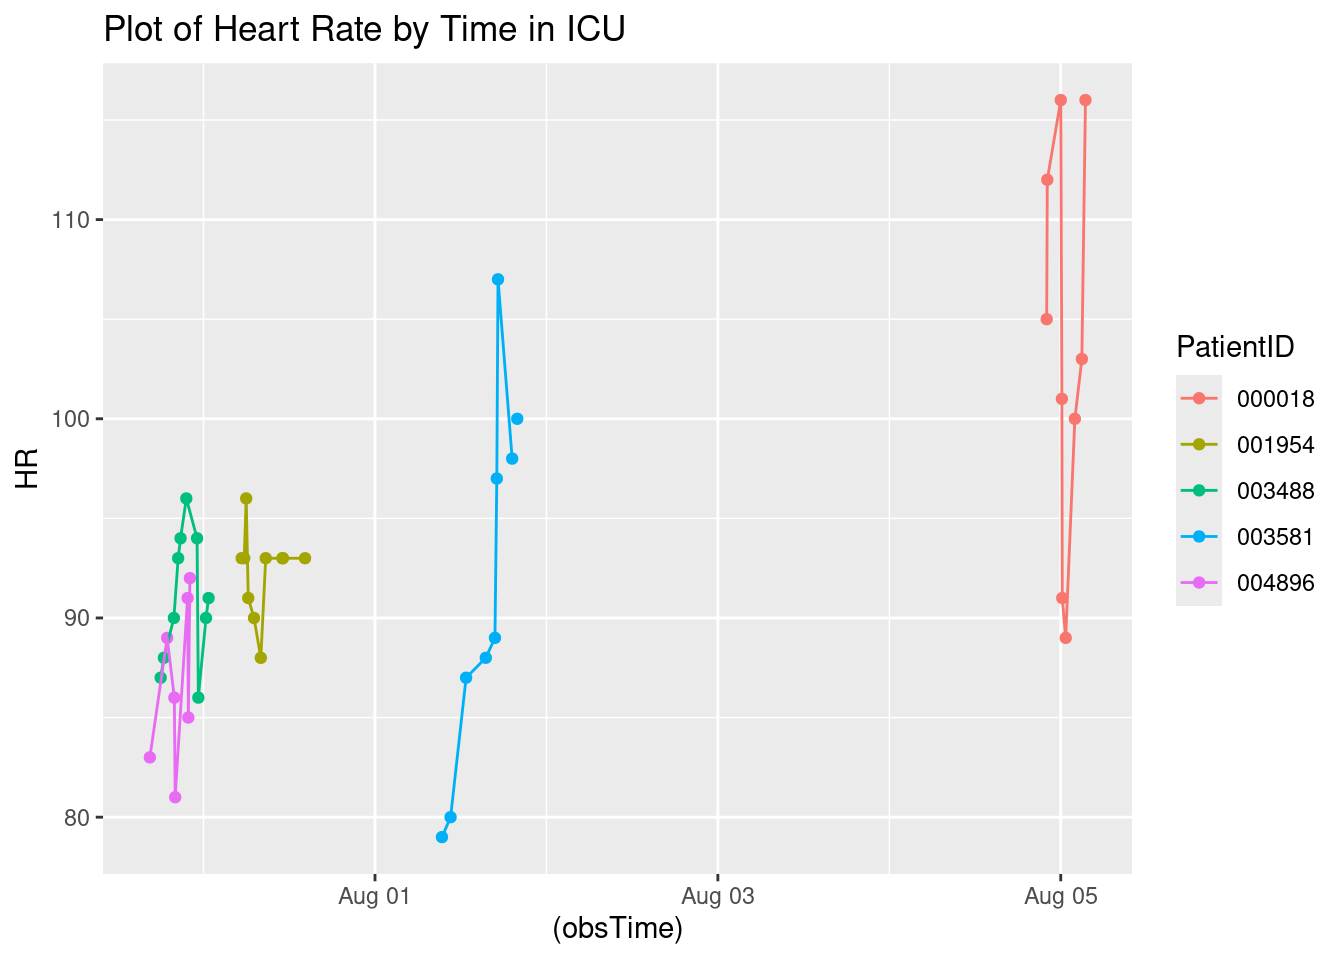 Plot of Heart Rate by Time in ICU
HR
110
100
90
80
Aug 01
Aug 03
Aug 05
(obsTime)
PatientID
000018
001954
003488
003581
004896